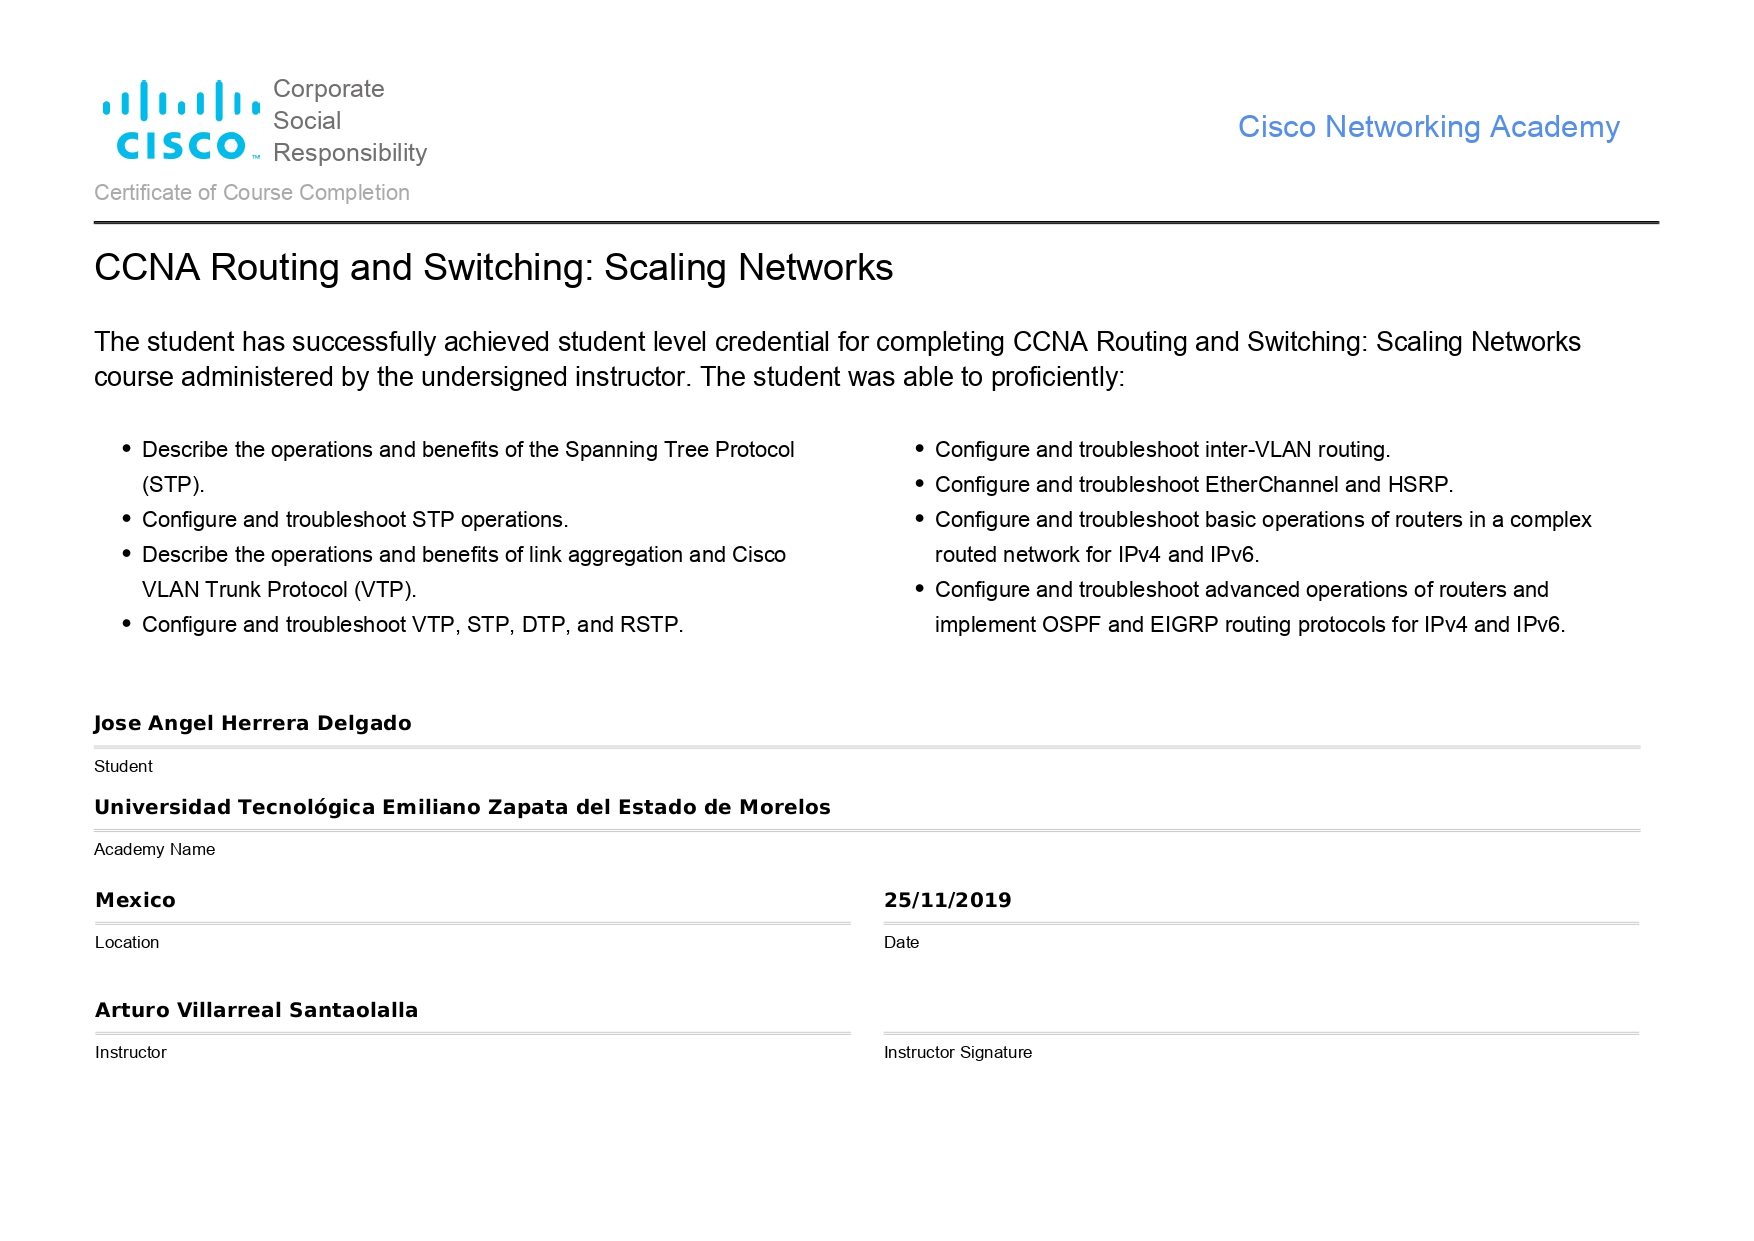 Corporate
Social
Responsibility
CISCO™
Cisco Networking Academy
Certificate of Course Completion
CCNA Routing and Switching: Scaling Networks
The student has successfully achieved student level credential for completing CCNA Routing and Switching: Scaling Networks
course administered by the undersigned instructor. The student was able to proficiently:
• Describe the operations and benefits of the Spanning Tree Protocol
(STP).
• Configure and troubleshoot STP operations.
• Describe the operations and benefits of link aggregation and Cisco
VLAN Trunk Protocol (VTP).
• Configure and troubleshoot VTP, STP, DTP, and RSTP.
• Configure and troubleshoot inter-VLAN routing.
• Configure and troubleshoot EtherChannel and HSRP.
• Configure and troubleshoot basic operations of routers in a complex
routed network for IPv4 and IPv6.
• Configure and troubleshoot advanced operations of routers and
implement OSPF and EIGRP routing protocols for IPv4 and IPv6.
Jose Angel Herrera Delgado
Student
Universidad Tecnológica Emiliano Zapata del Estado de Morelos
Academy Name
Mexico
Location
25/11/2019
Date
Arturo Villarreal Santaolalla
Instructor
Instructor Signature